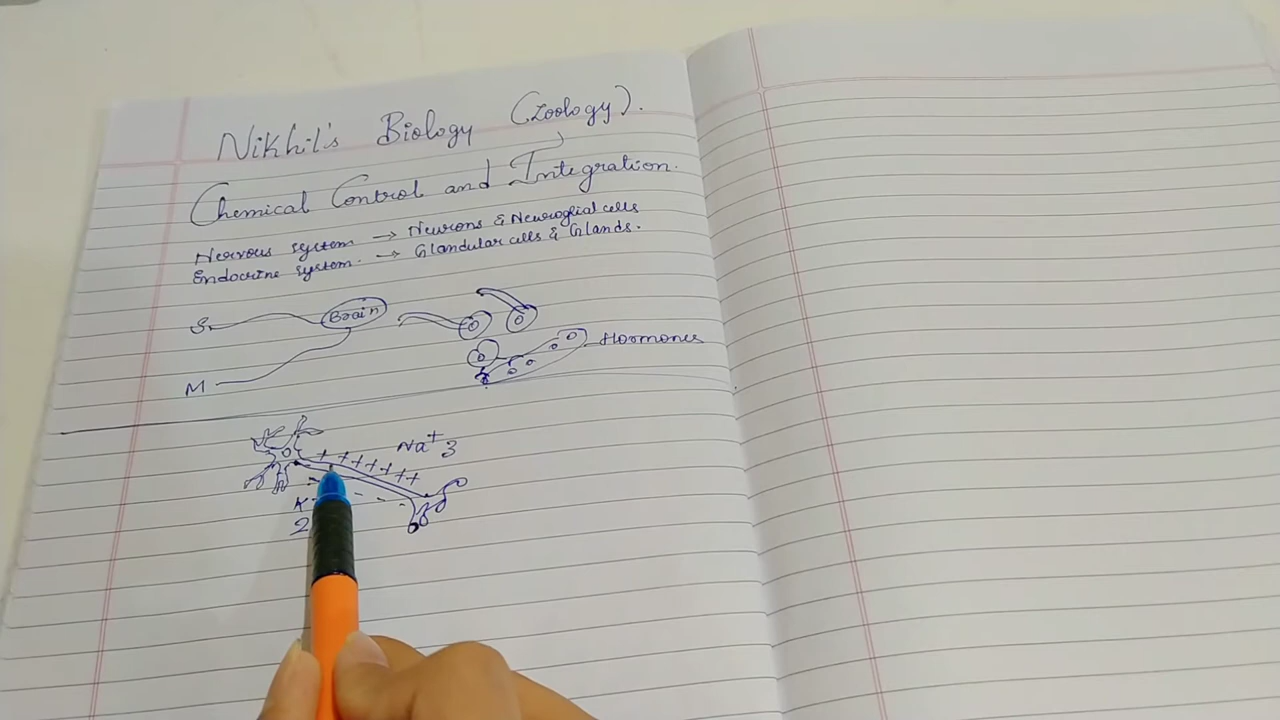 Nikhil's Biology (Zoology).
Chemical Control and Integration.
Nervous system → Neurons & Neuroglial cells
Endocrine system. → Glandular cells & Glands.
S
Brain
M
Hormones
Na+ 3
+ + + + + + +
K
2